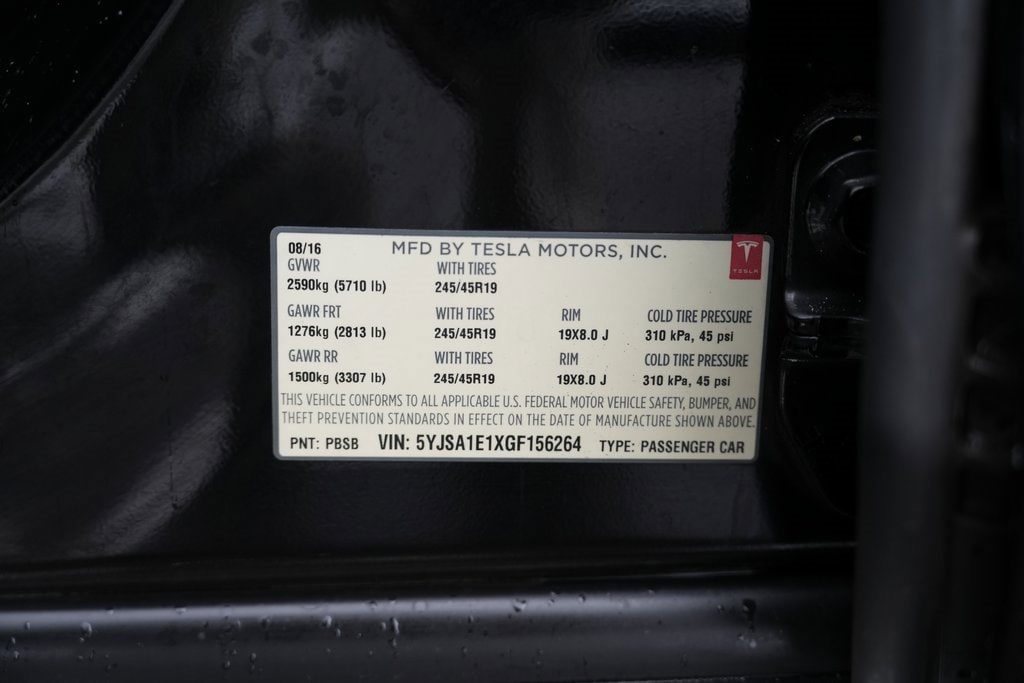 08/16 MFD BY TESLA MOTORS, INC.
TESLA
GVWR WITH TIRES
2590kg (5710 lb) 245/45R19
GAWR FRT WITH TIRES RIM COLD TIRE PRESSURE
1276kg (2813 lb) 245/45R19 19X8.0 J 310 kPa, 45 psi
GAWR RR WITH TIRES RIM COLD TIRE PRESSURE
1500kg (3307 lb) 245/45R19 19X8.0 J 310 kPa, 45 psi
THIS VEHICLE CONFORMS TO ALL APPLICABLE U.S. FEDERAL MOTOR VEHICLE SAFETY, BUMPER, AND
THEFT PREVENTION STANDARDS IN EFFECT ON THE DATE OF MANUFACTURE SHOWN ABOVE.
PNT: PBSB VIN: 5YJSA1E1XGF156264 TYPE: PASSENGER CAR